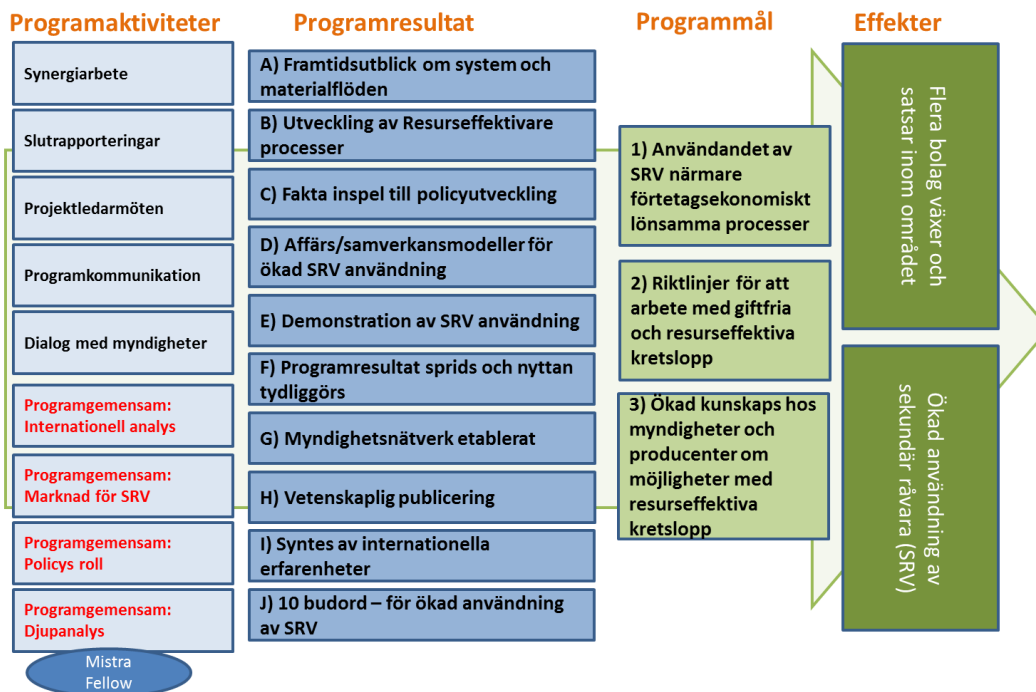 Programaktiviteter
Synergiarbete
Slutrapporteringar
Projektledarmöten
Programkommunikation
Dialog med myndigheter
Programgemensam:
Internationell analys
Programgemensam:
Marknad för SRV
Programgemensam:
Policys roll
Programgemensam:
Djupanalys
Mistra
Fellow
Programresultat
A) Framtidsutblick om system och
materialflöden
B) Utveckling av Resurseffektivare
processer
C) Fakta inspel till policyutveckling
D) Affärs/samverkansmodeller för
ökad SRV användning
E) Demonstration av SRV användning
F) Programresultat sprids och nyttan
tydliggörs
G) Myndighetsnätverk etablerat
H) Vetenskaplig publicering
I) Syntes av internationella
erfarenheter
J) 10 budord – för ökad användning
av SRV
Programmål
1) Användandet av
SRV närmare
förtetagsekonomiskt
lönsamma processer
2) Riktlinjer för att
arbete med giftfria
och resurseffektiva
kretslopp
3) Ökad kunskaps hos
myndigheter och
producenter om
möjligheter med
resurseffektiva
kretslopp
Effekter
Flera bolag växer och
satsar inom området
Ökad användning av
sekundär råvara (SRV)